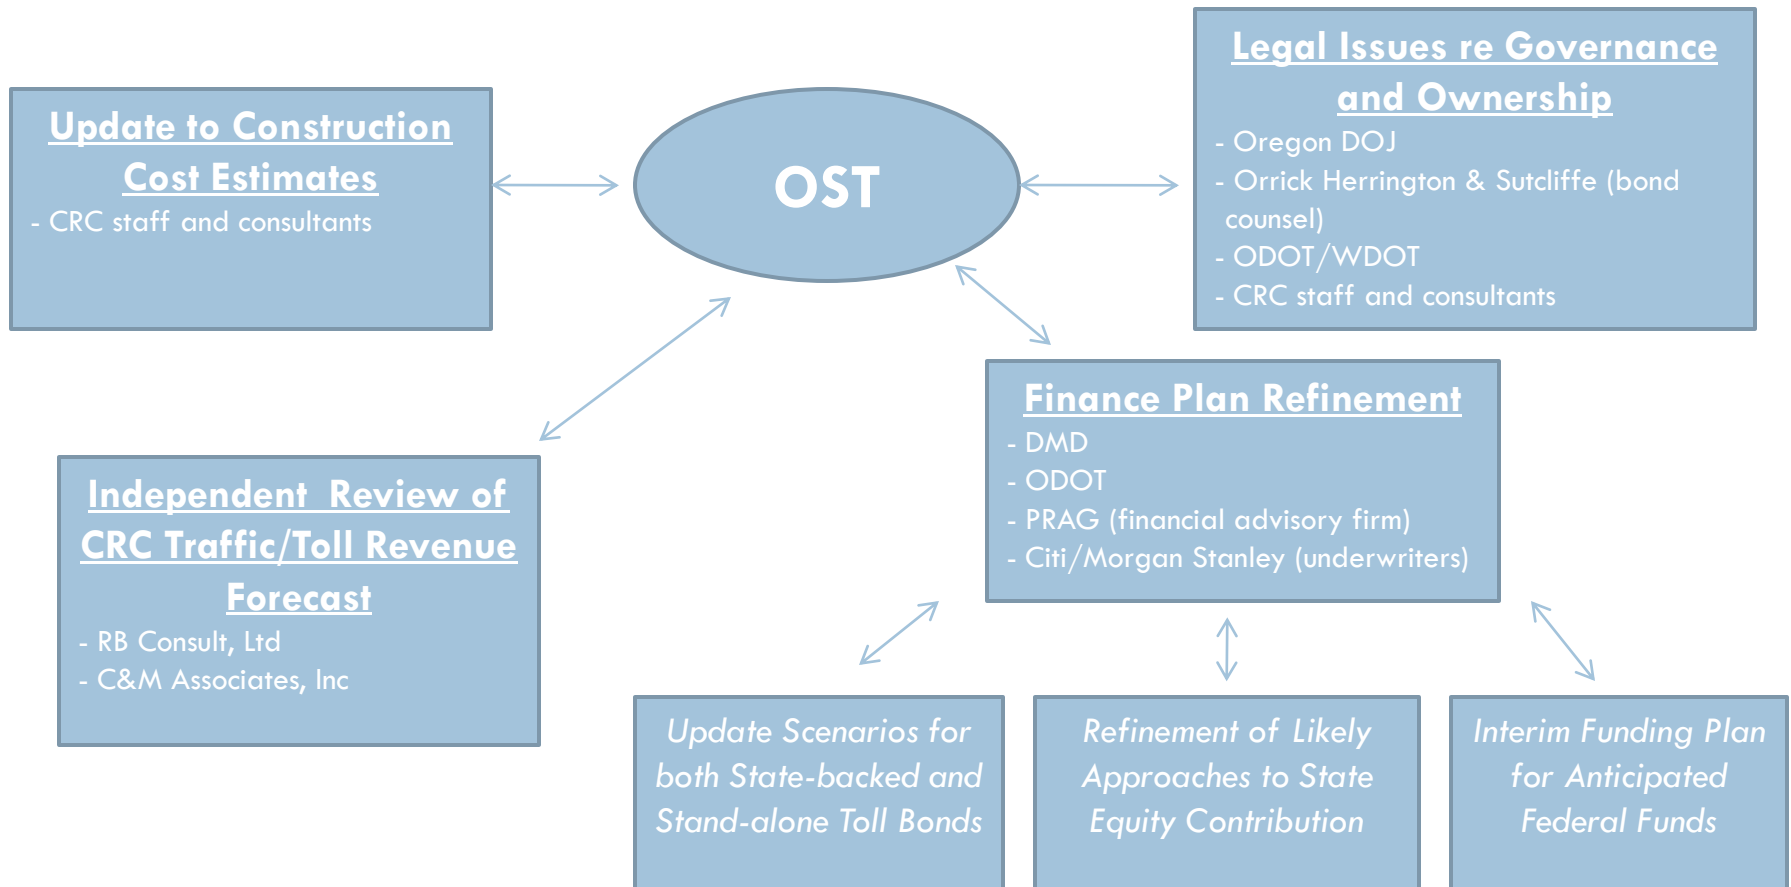 Update to Construction
Cost Estimates
- CRC staff and consultants
OST
Legal Issues re Governance
and Ownership
- Oregon DOJ
- Orrick Herrington & Sutcliffe (bond
counsel)
- ODOT/WDOT
- CRC staff and consultants
Independent Review of
CRC Traffic/Toll Revenue
Forecast
- RB Consult, Ltd
- C&M Associates, Inc
Finance Plan Refinement
- DMD
- ODOT
- PRAG (financial advisory firm)
- Citi/Morgan Stanley (underwriters)
Update Scenarios for
both State-backed and
Stand-alone Toll Bonds
Refinement of Likely
Approaches to State
Equity Contribution
Interim Funding Plan
for Anticipated
Federal Funds